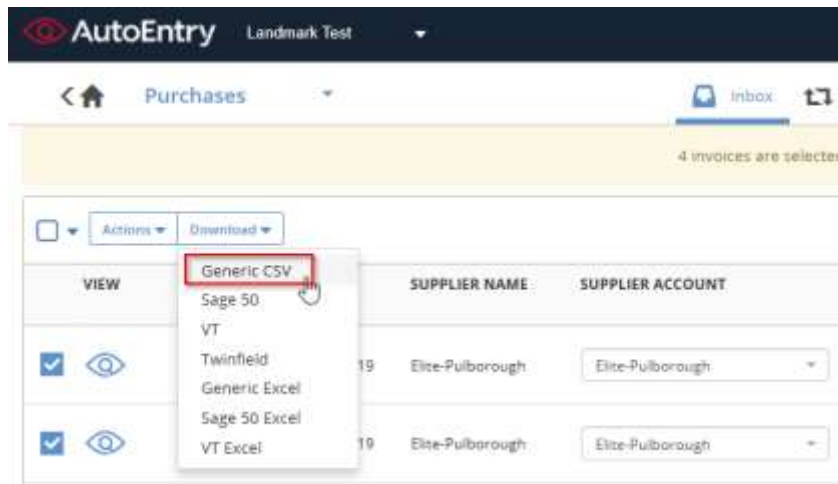 AutoEntry Landmark Test
Purchases Inbox
4 invoices are selected
Actions Download
VIEW SUPPLIER NAME SUPPLIER ACCOUNT
Generic CSV
Sage 50
VT
Twinfield
Generic Excel
Sage 50 Excel
VT Excel
19 Elite-Pulborough Elite-Pulborough
19 Elite-Pulborough Elite-Pulborough